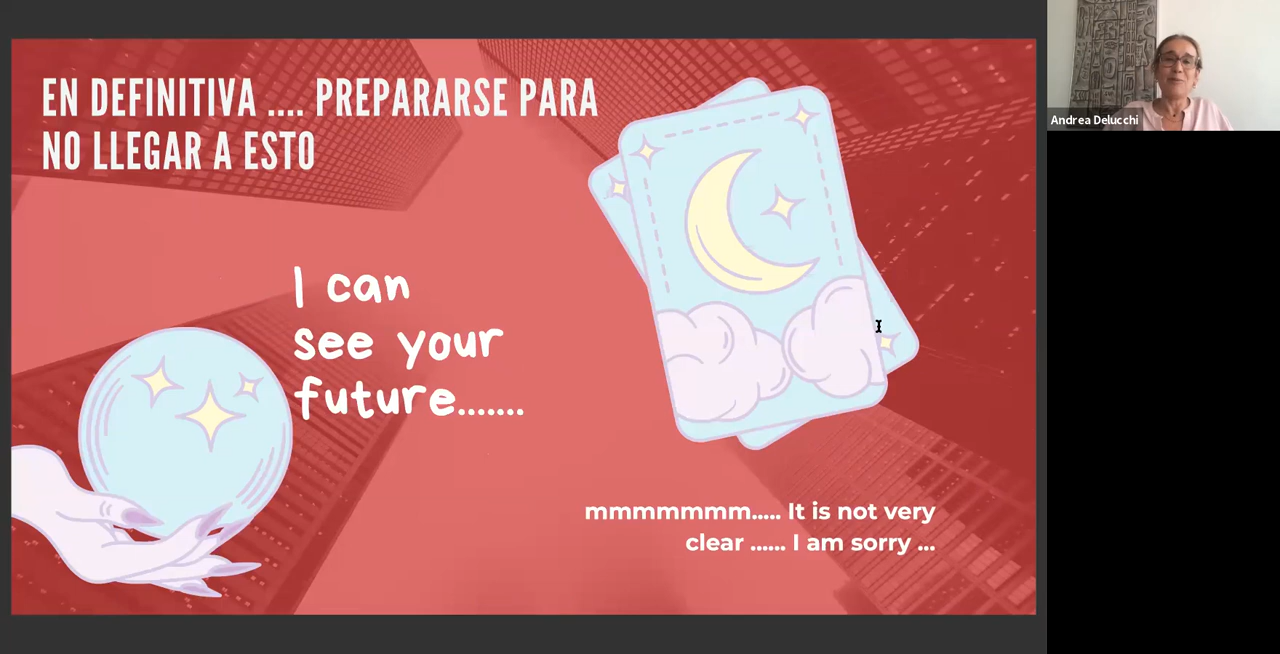 EN DEFINITIVA .... PREPARARSE PARA
NO LLEGAR A ESTO
I can
see your
future.......
mmmmmmm..... It is not very
clear ...... I am sorry ...
Andrea Delucchi